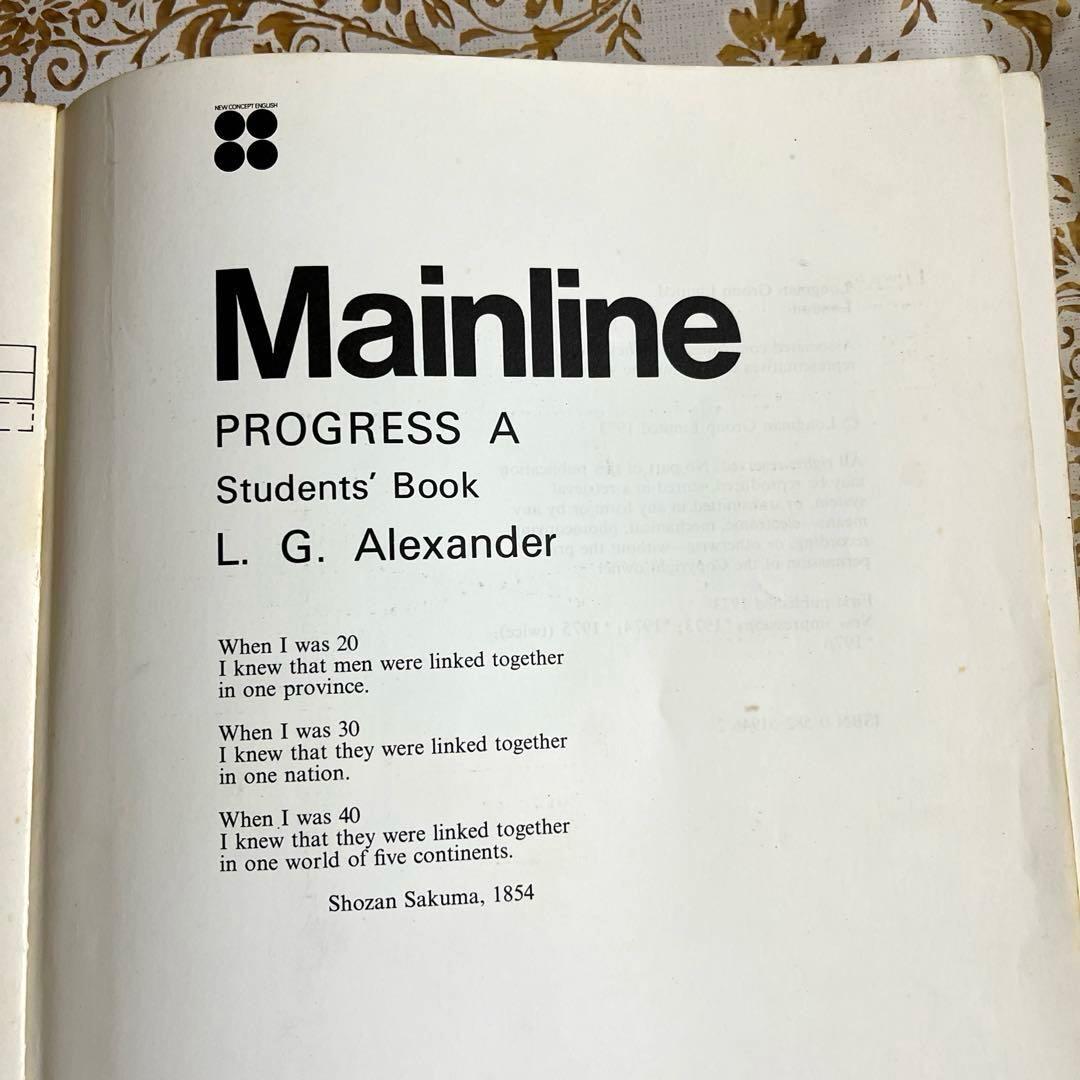 NEW CONCEPT ENGLISH
Mainline
PROGRESS A
Students' Book
L. G. Alexander
When I was 20
I knew that men were linked together
in one province.
When I was 30
I knew that they were linked together
in one nation.
When I was 40
I knew that they were linked together
in one world of five continents.
Shozan Sakuma, 1854